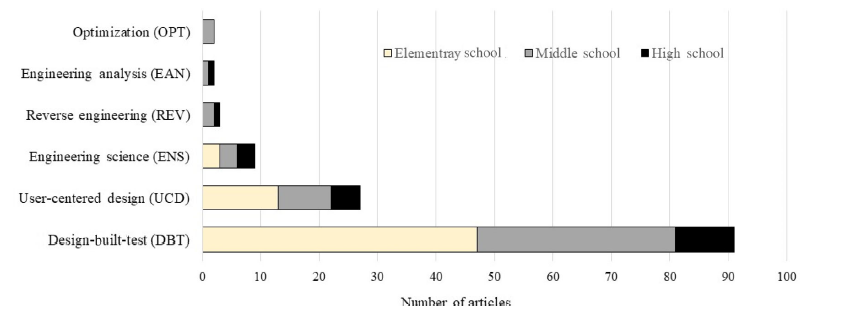 Optimization (OPT)
Elementray school
Middle school
High school
Engineering analysis (EAN)
Reverse engineering (REV)
Engineering science (ENS)
User-centered design (UCD)
Design-built-test (DBT)
0 10 20 30 40 50 60 70 80 90 100
Number of articles